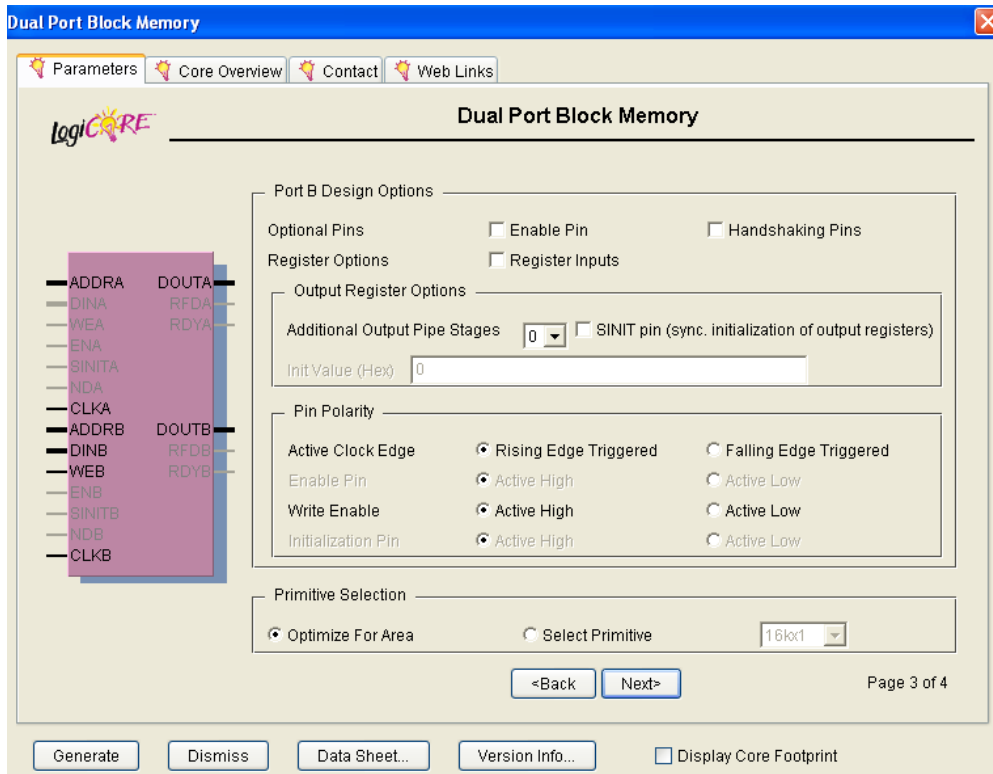 Dual Port Block Memory
Parameters Core Overview Contact Web Links
LogiCORE
Dual Port Block Memory
Port B Design Options
Optional Pins Enable Pin Handshaking Pins
Register Options Register Inputs
Output Register Options
Additional Output Pipe Stages 0 SINIT pin (sync. initialization of output registers)
Init Value (Hex) 0
Pin Polarity
Active Clock Edge Rising Edge Triggered Falling Edge Triggered
Enable Pin Active High Active Low
Write Enable Active High Active Low
Initialization Pin Active High Active Low
ADDRA DOUTA
DINA RFDA
WEA RDYA
ENA
SINITA
NDA
CLKA
ADDRB DOUTB
DINB RFDB
WEB RDYB
ENB
SINITB
NDB
CLKB
Primitive Selection
Optimize For Area Select Primitive 16kx1
<Back Next> Page 3 of 4
Generate Dismiss Data Sheet... Version Info... Display Core Footprint